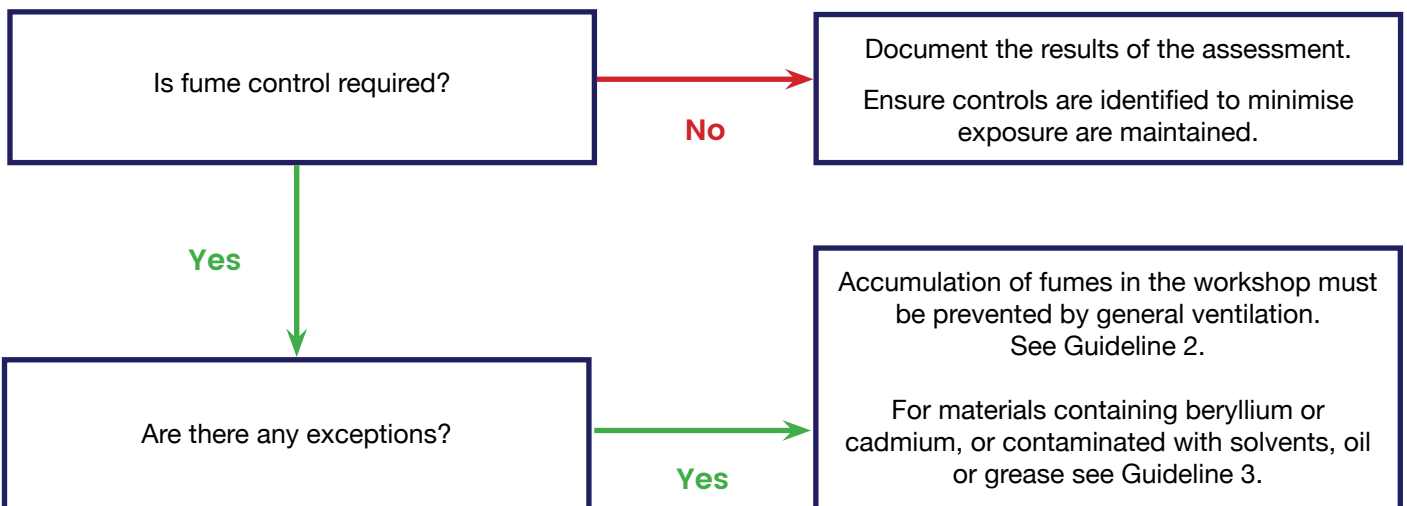 Is fume control required?
No
Document the results of the assessment.
Ensure controls are identified to minimise
exposure are maintained.
Yes
Are there any exceptions?
Yes
Accumulation of fumes in the workshop must
be prevented by general ventilation.
See Guideline 2.
For materials containing beryllium or
cadmium, or contaminated with solvents, oil
or grease see Guideline 3.